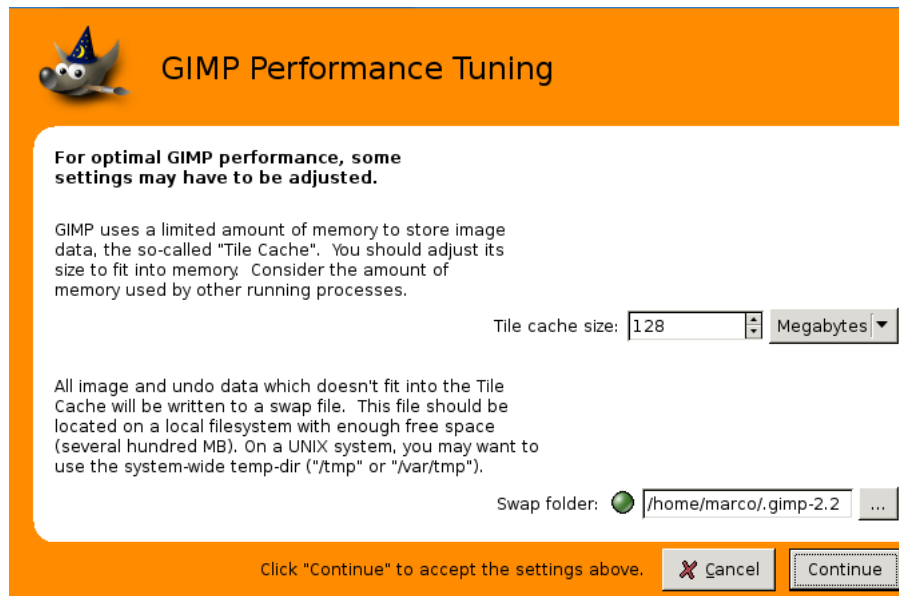 GIMP Performance Tuning
For optimal GIMP performance, some
settings may have to be adjusted.
GIMP uses a limited amount of memory to store image
data, the so-called "Tile Cache".  You should adjust its
size to fit into memory.  Consider the amount of
memory used by other running processes.
Tile cache size: 128 Megabytes
All image and undo data which doesn't fit into the Tile
Cache will be written to a swap file.  This file should be
located on a local filesystem with enough free space
(several hundred MB). On a UNIX system, you may want to
use the system-wide temp-dir ("/tmp" or "/var/tmp").
Swap folder: /home/marco/.gimp-2.2 ...
Click "Continue" to accept the settings above. Cancel Continue